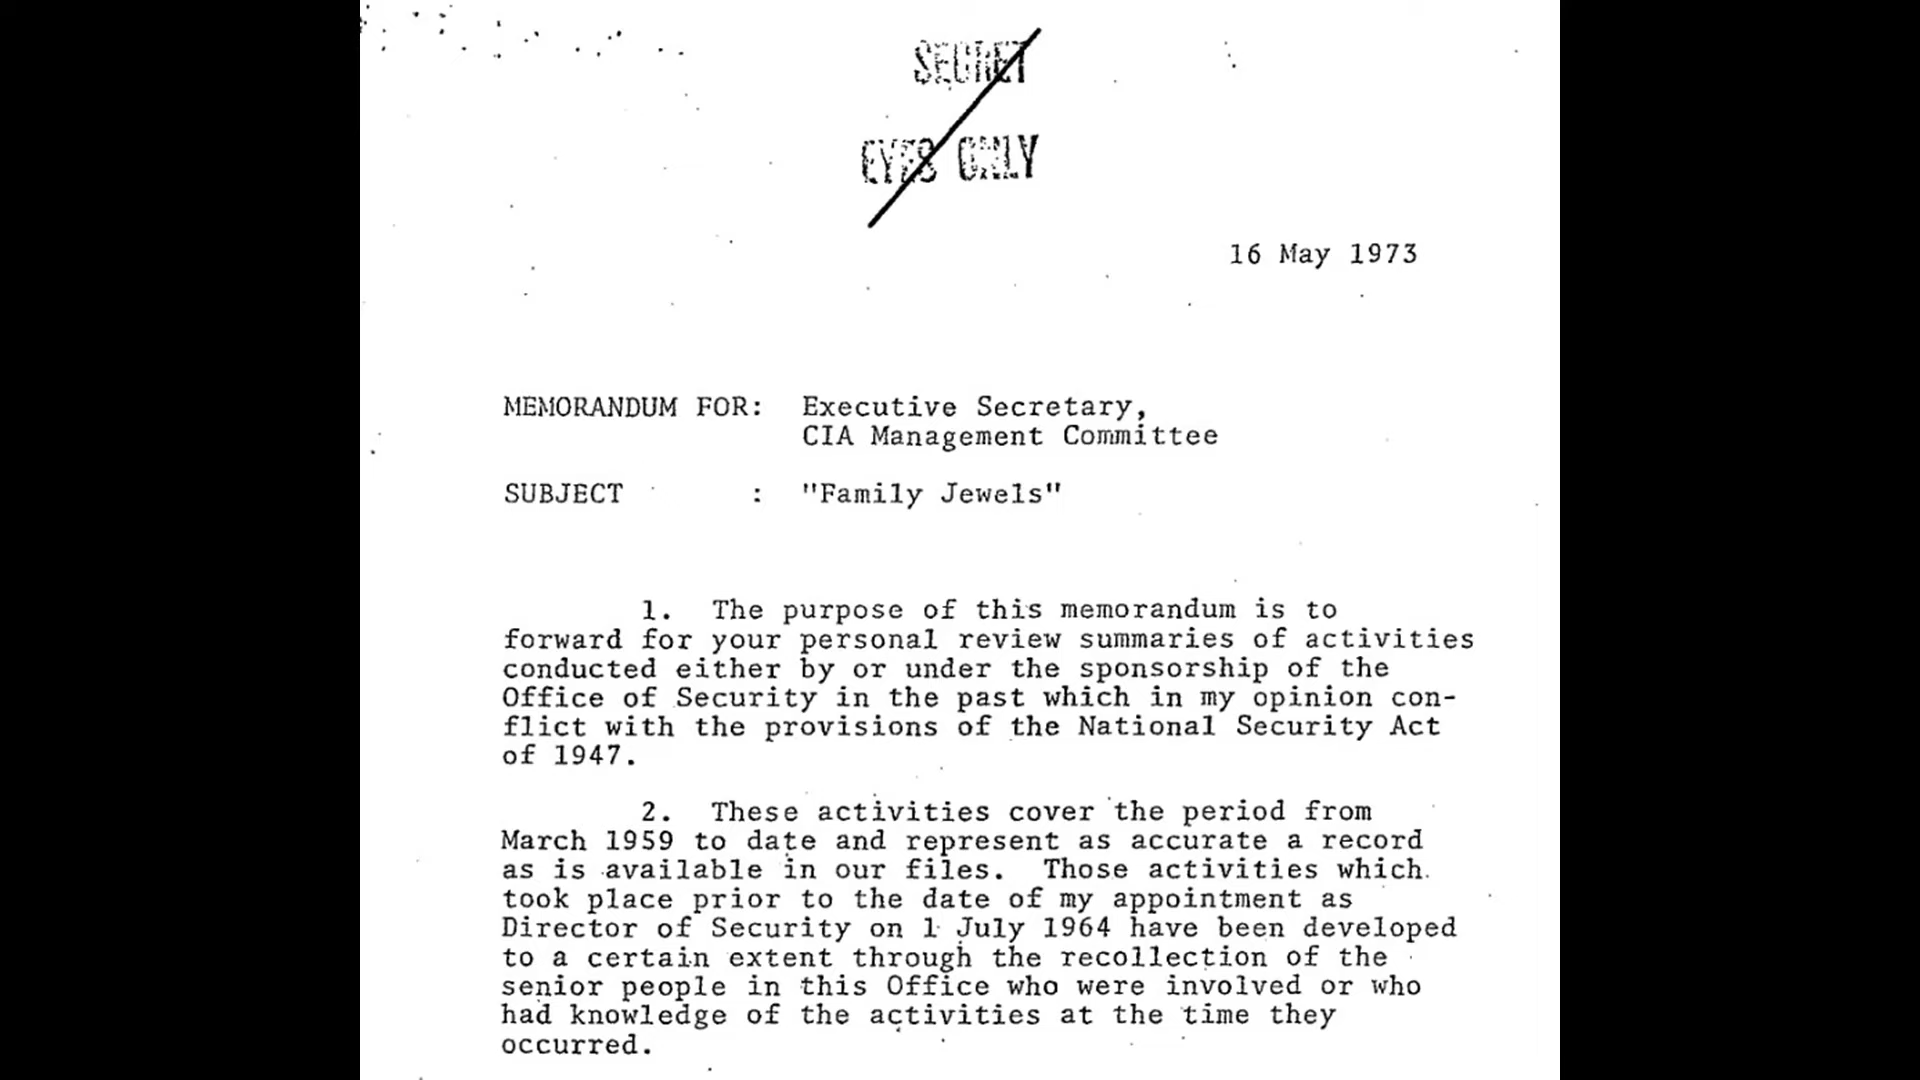 SECRET
EYES ONLY
16 May 1973
MEMORANDUM FOR: Executive Secretary,
CIA Management Committee
SUBJECT : "Family Jewels"
1. The purpose of this memorandum is to
forward for your personal review summaries of activities
conducted either by or under the sponsorship of the
Office of Security in the past which in my opinion con-
flict with the provisions of the National Security Act
of 1947.
2. These activities cover the period from
March 1959 to date and represent as accurate a record
as is available in our files. Those activities which
took place prior to the date of my appointment as
Director of Security on 1 July 1964 have been developed
to a certain extent through the recollection of the
senior people in this Office who were involved or who
had knowledge of the activities at the time they
occurred.